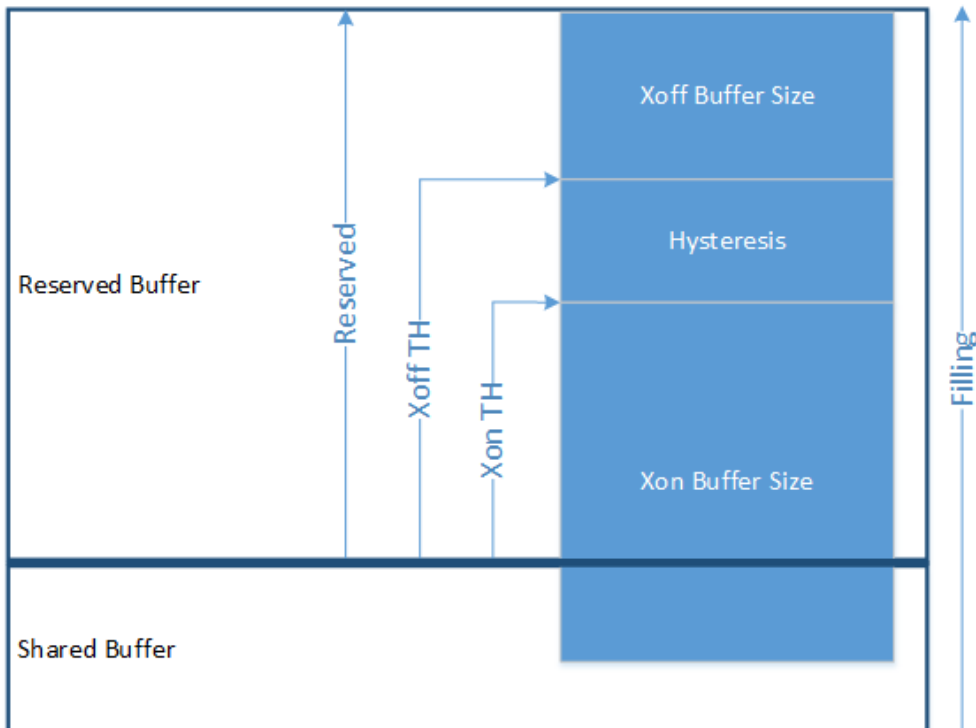 Xoff Buffer Size
Hysteresis
Reserved Buffer
Reserved
Xoff TH
Xon TH
Filling
Xon Buffer Size
Shared Buffer